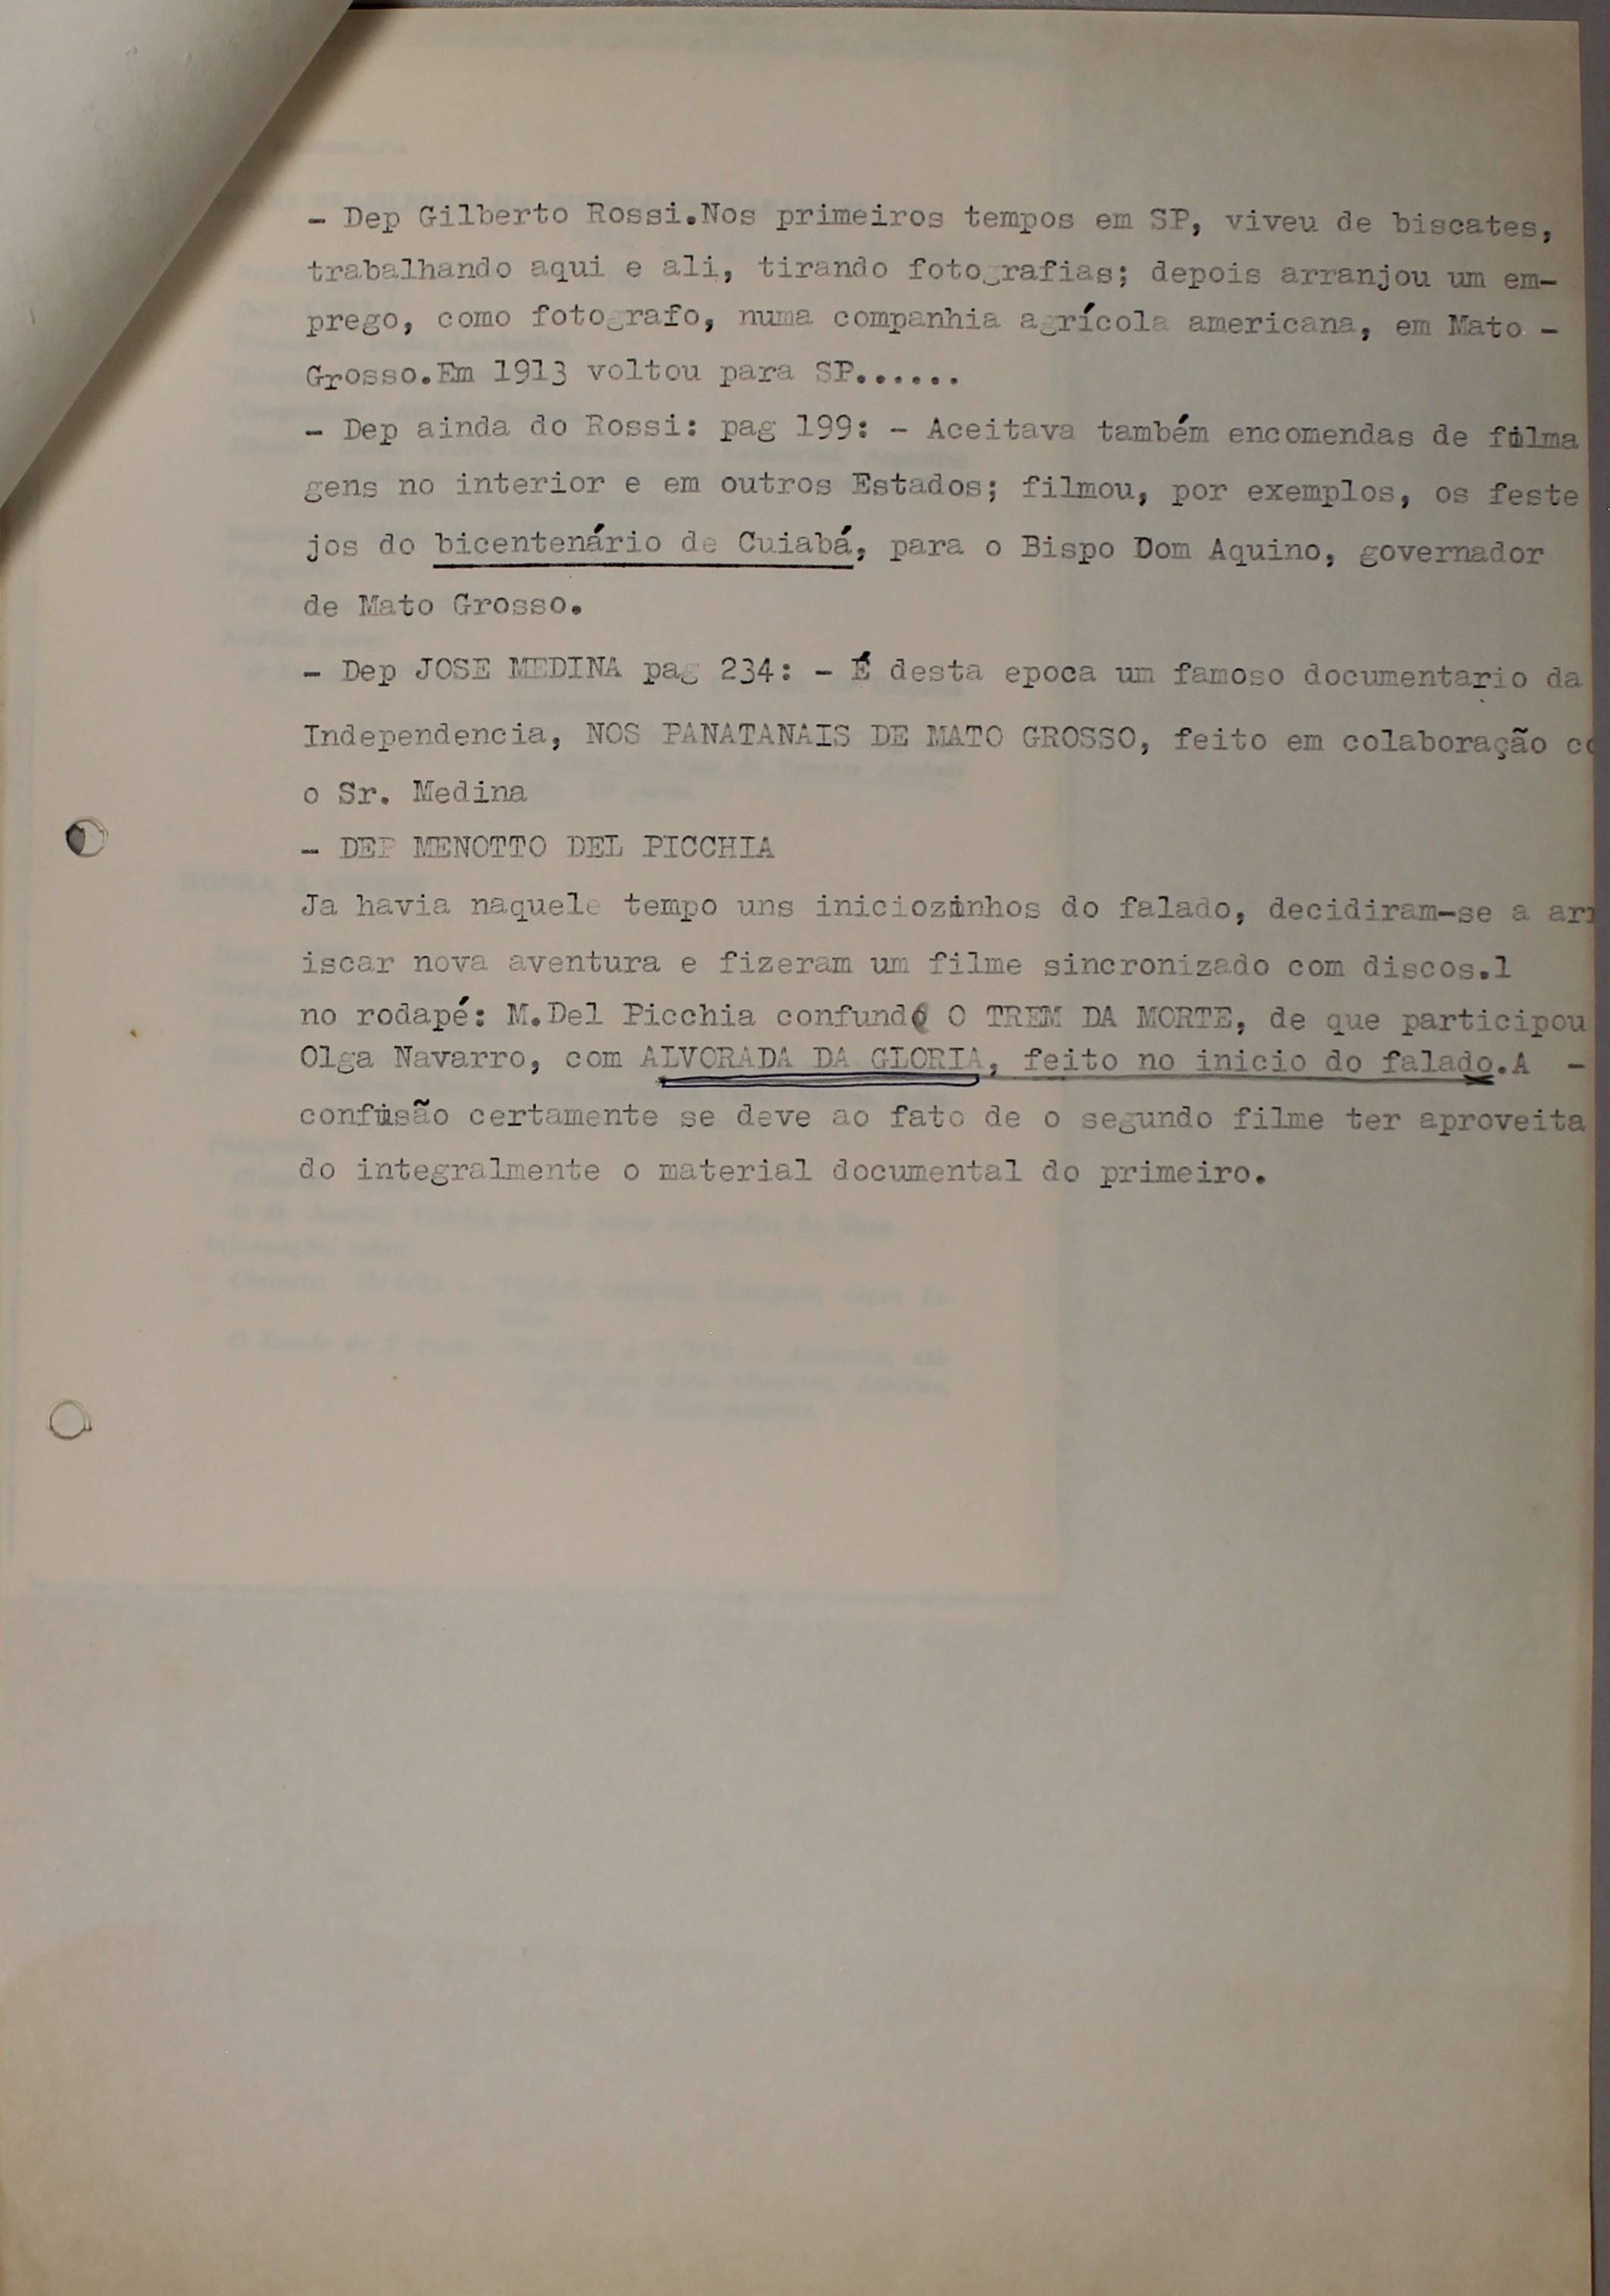 - Dep Gilberto Rossi.Nos primeiros tempos em SP, viveu de biscates,
trabalhando aqui e ali, tirando fotografias; depois arranjou um em-
prego, como fotografo, numa companhia agrícola americana, em Mato -
Grosso.Em 1913 voltou para SP......
- Dep ainda do Rossi: pag 199: - Aceitava também encomendas de filma
gens no interior e em outros Estados; filmou, por exemplos, os feste
jos do bicentenário de Cuiabá, para o Bispo Dom Aquino, governador
de Mato Grosso.
- Dep JOSE MEDINA pag 234: - É desta epoca um famoso documentario da
Independencia, NOS PANATANAIS DE MATO GROSSO, feito em colaboração co
o Sr. Medina
- DEP MENOTTO DEL PICCHIA
Ja havia naquele tempo uns iniciozinhos do falado, decidiram-se a arr
iscar nova aventura e fizeram um filme sincronizado com discos.1
no rodapé: M.Del Picchia confunde O TREM DA MORTE, de que participou
Olga Navarro, com ALVORADA DA GLORIA, feito no inicio do falado.A -
confusão certamente se deve ao fato de o segundo filme ter aproveita
do integralmente o material documental do primeiro.